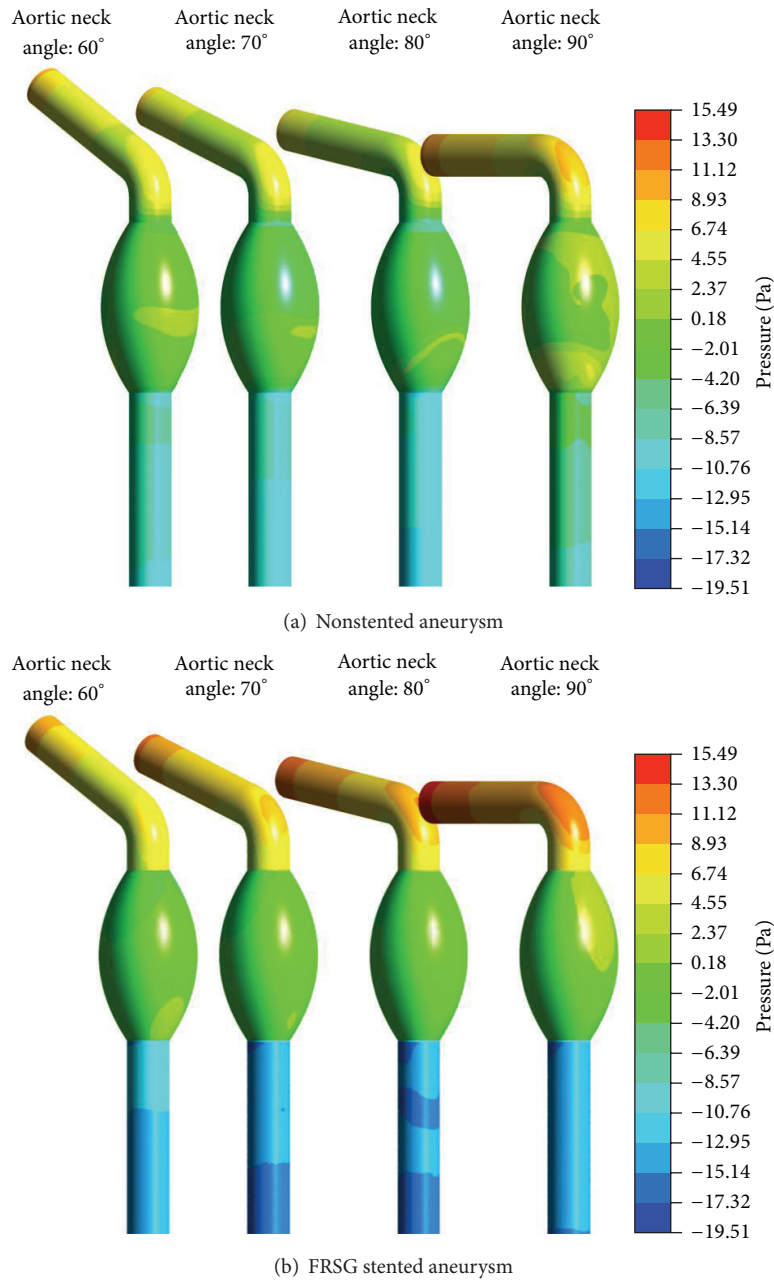 Aortic neck
angle: 60°
Aortic neck
angle: 70°
Aortic neck
angle: 80°
Aortic neck
angle: 90°
15.49
13.30
11.12
8.93
6.74
4.55
2.37
0.18
−2.01
−4.20
−6.39
−8.57
−10.76
−12.95
−15.14
−17.32
−19.51
Pressure (Pa)
(a) Nonstented aneurysm
Aortic neck
angle: 60°
Aortic neck
angle: 70°
Aortic neck
angle: 80°
Aortic neck
angle: 90°
15.49
13.30
11.12
8.93
6.74
4.55
2.37
0.18
−2.01
−4.20
−6.39
−8.57
−10.76
−12.95
−15.14
−17.32
−19.51
Pressure (Pa)
(b) FRSG stented aneurysm